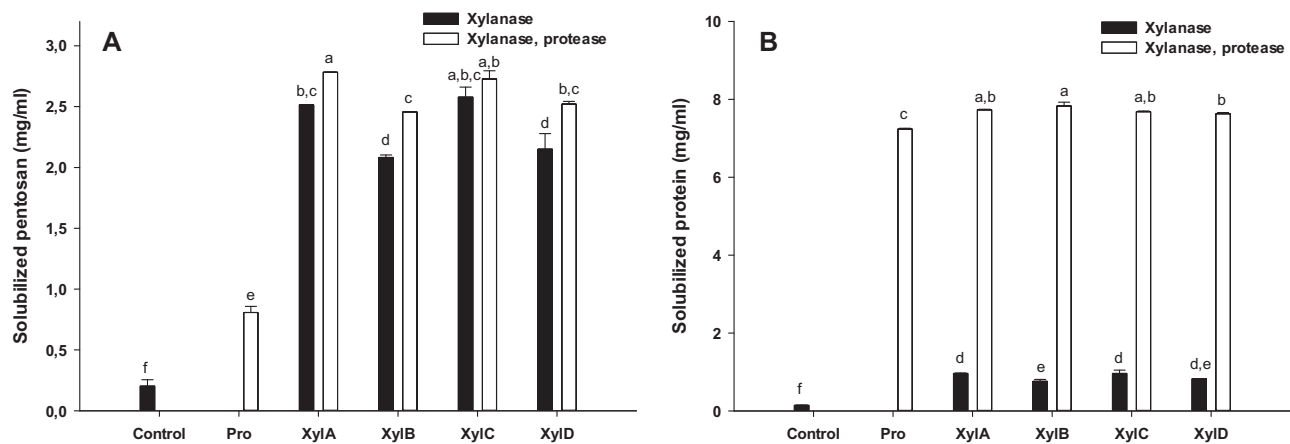 A
Xylanase
Xylanase, protease
Solubilized pentosan (mg/ml)
3,0
2,5
2,0
1,5
1,0
0,5
0,0
f
e
b,c
a
d
c
a,b,c
a,b
d
b,c
Control Pro XylA XylB XylC XylD
B
Xylanase
Xylanase, protease
Solubilized protein (mg/ml)
10
8
6
4
2
0
f
c
d
a,b
e
a
d
a,b
d,e
b
Control Pro XylA XylB XylC XylD